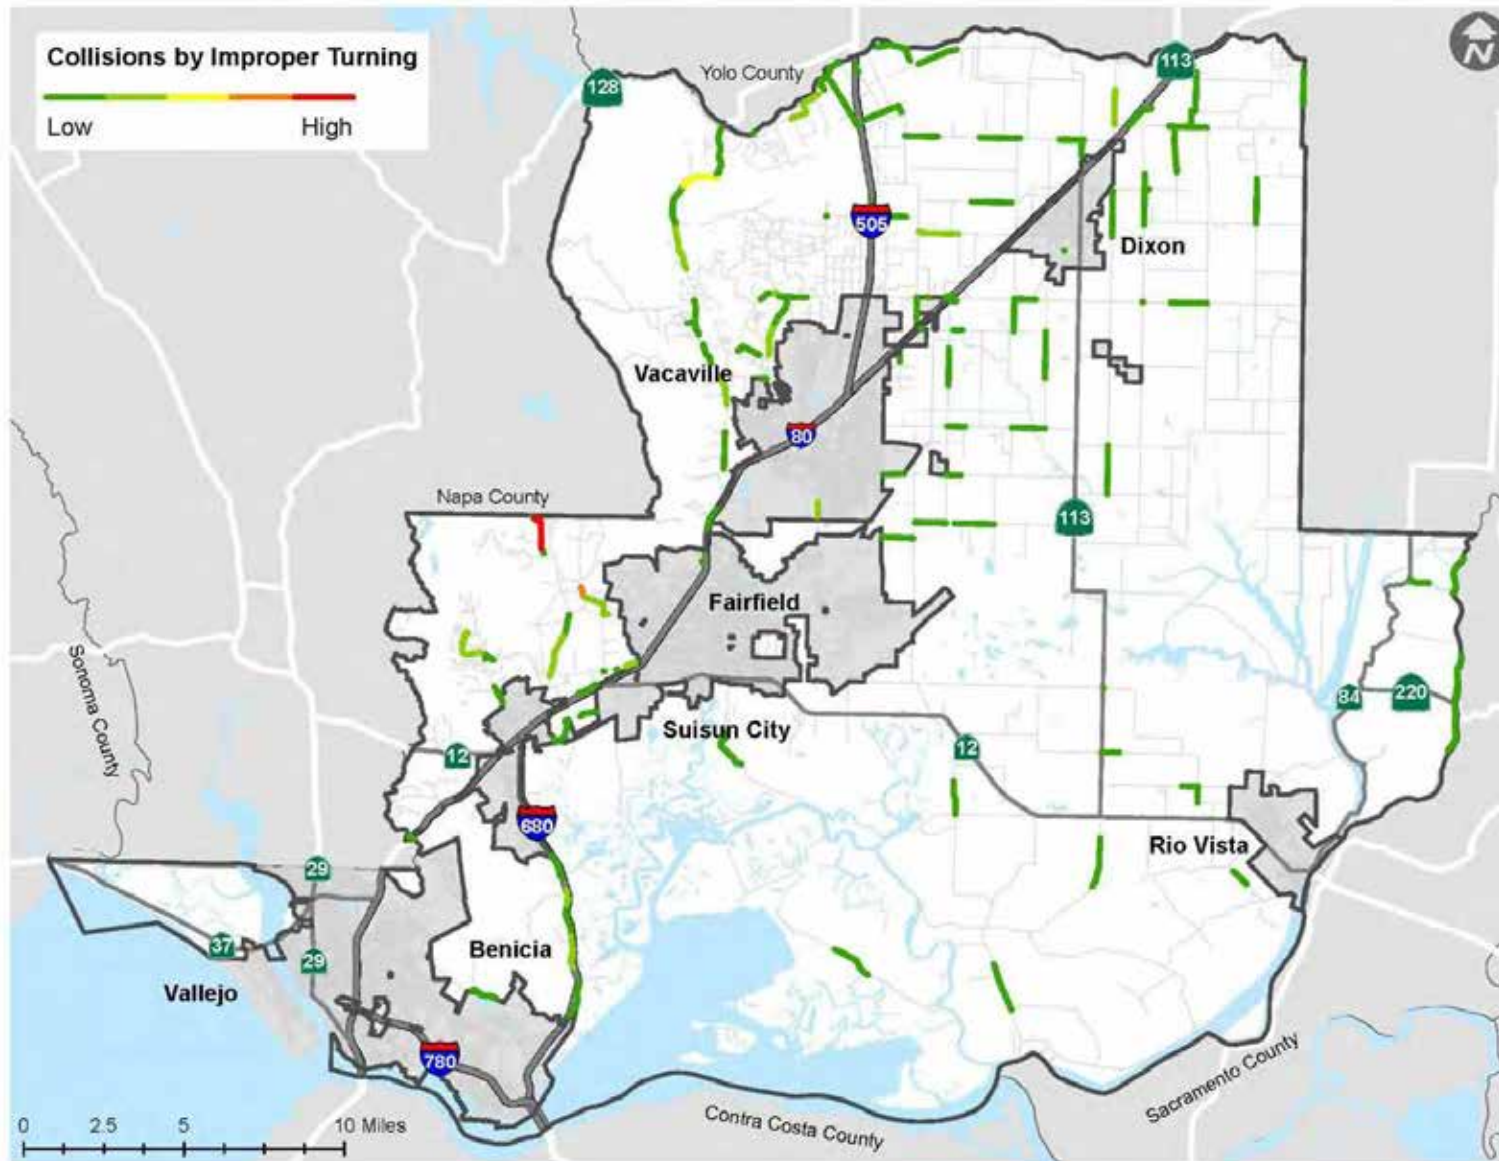 Collisions by Improper Turning
Low High
N
128
Yolo County
113
505
Dixon
Vacaville
80
Napa County
113
Fairfield
Sonoma County
84
220
Suisun City
12
12
680
Rio Vista
29
Benicia
37
29
Vallejo
780
Sacramento County
Contra Costa County
0 2.5 5 10 Miles